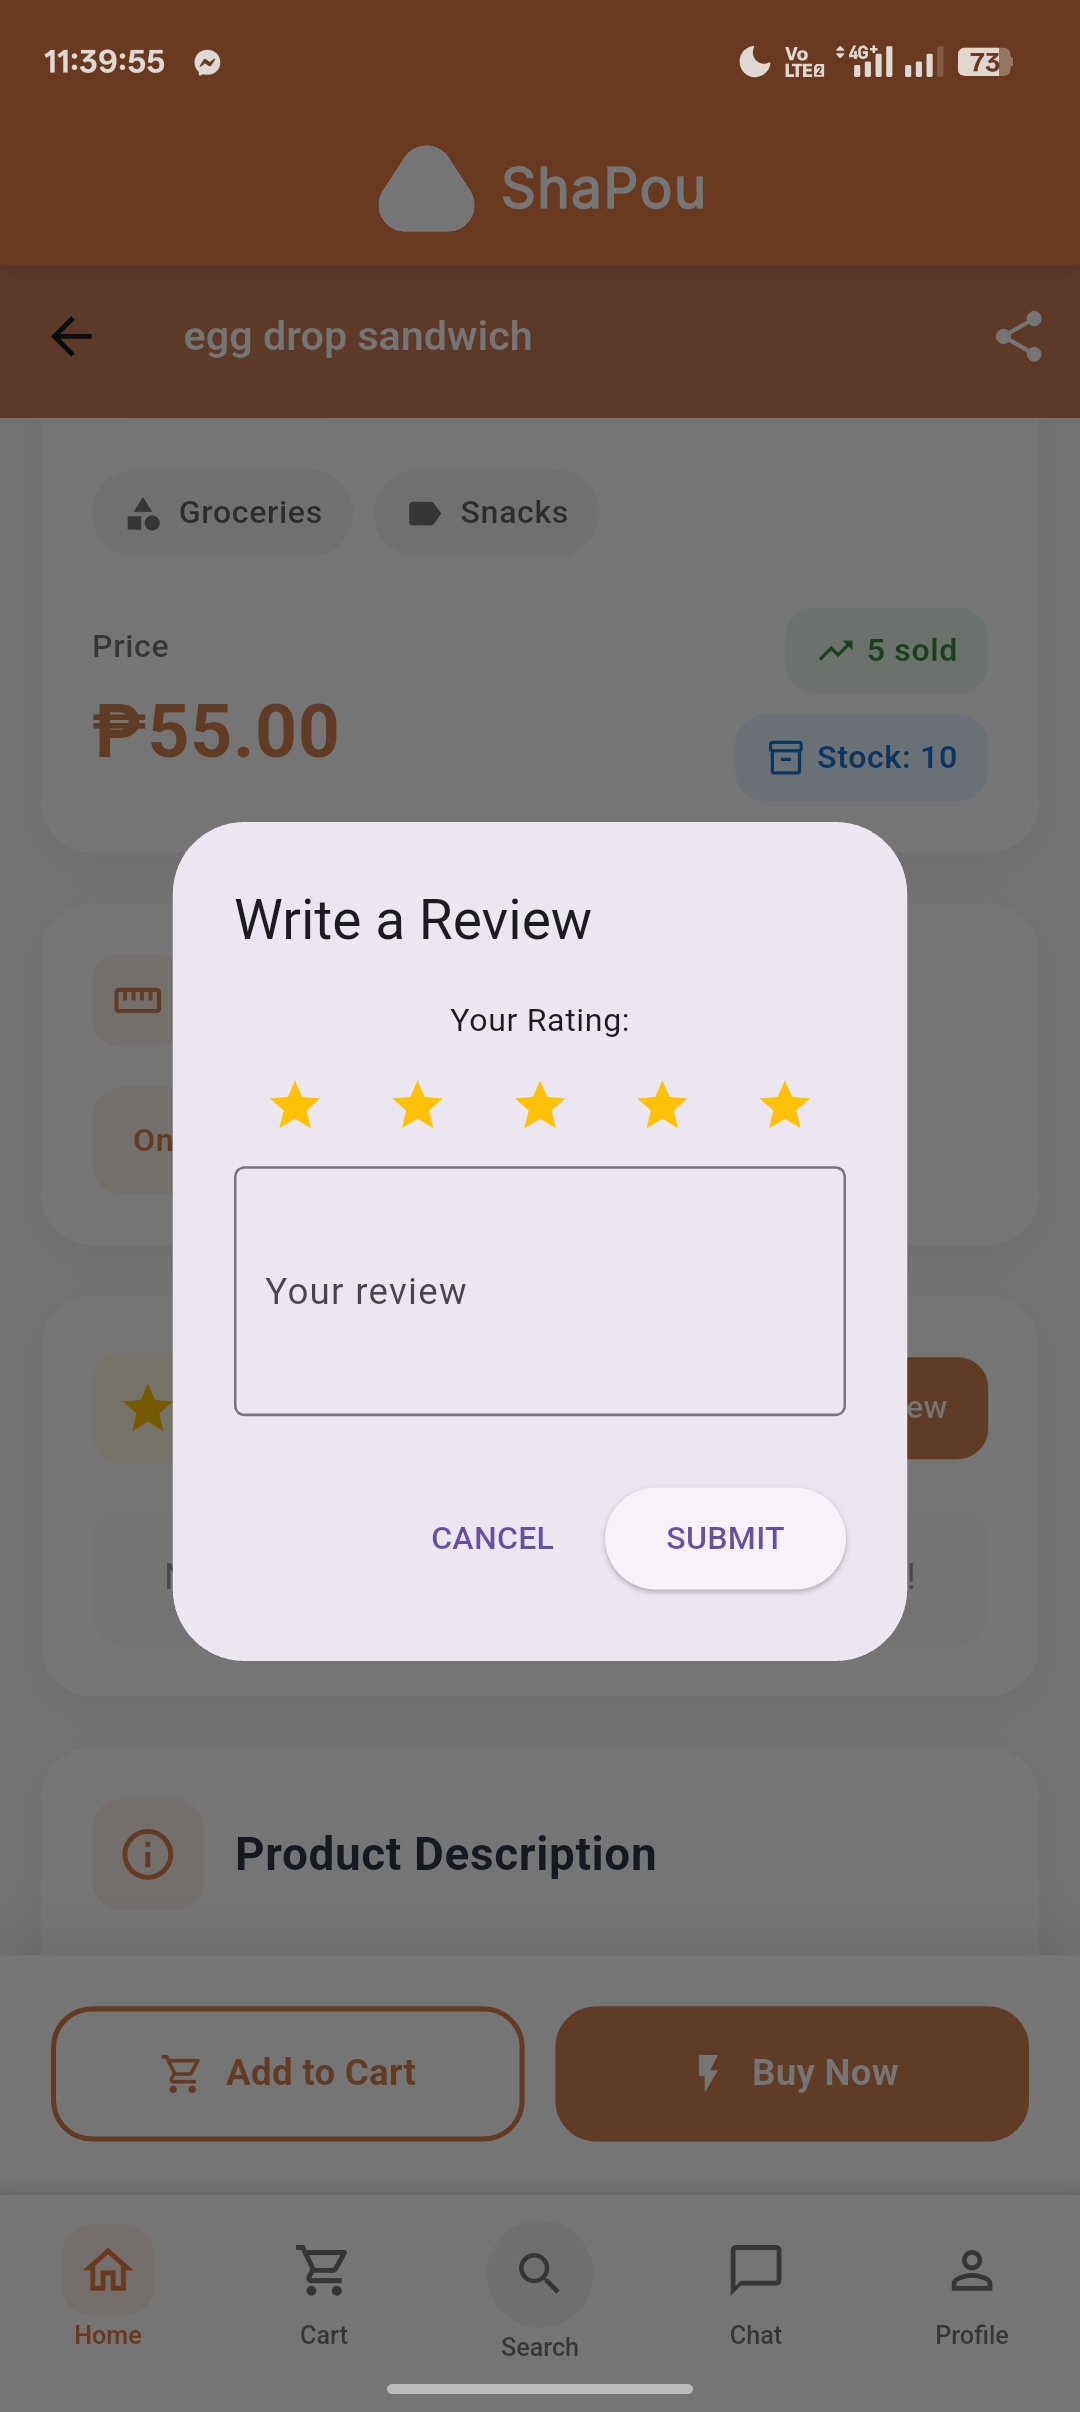 11:39:55
Vo LTE 2 4G+ 73
ShaPou
egg drop sandwich
Groceries Snacks
Price
5 sold
₱55.00
Stock: 10
Write a Review
Your Rating:
On
Your review
ew
N !
CANCEL SUBMIT
Product Description
Add to Cart Buy Now
Home Cart Search Chat Profile